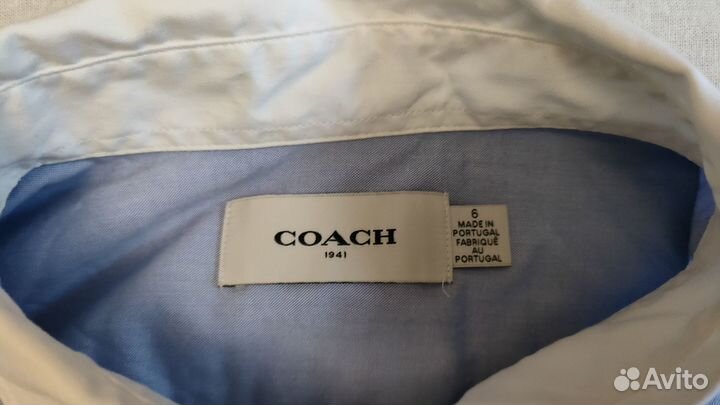 COACH
1941
6
MADE IN
PORTUGAL
FABRIQUÉ
AU
PORTUGAL
Avito